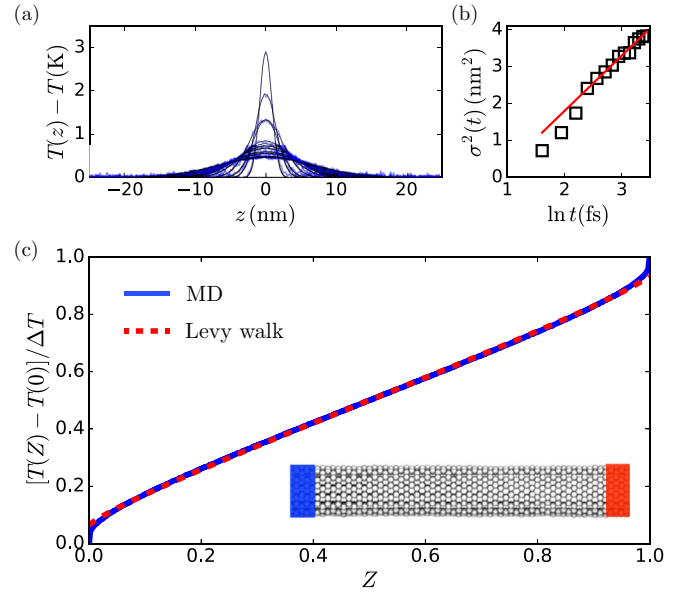 (a)
3
2
1
0
T(z) − T(K)
−20
−10
0
10
20
z(nm)
(b)
4
3
2
1
0
σ²(t) (nm²)
1
2
3
ln t(fs)
(c)
1.0
0.8
0.6
0.4
0.2
0.0
[T(Z) − T(0)]/ΔT
MD
Levy walk
0.0
0.2
0.4
0.6
0.8
1.0
Z